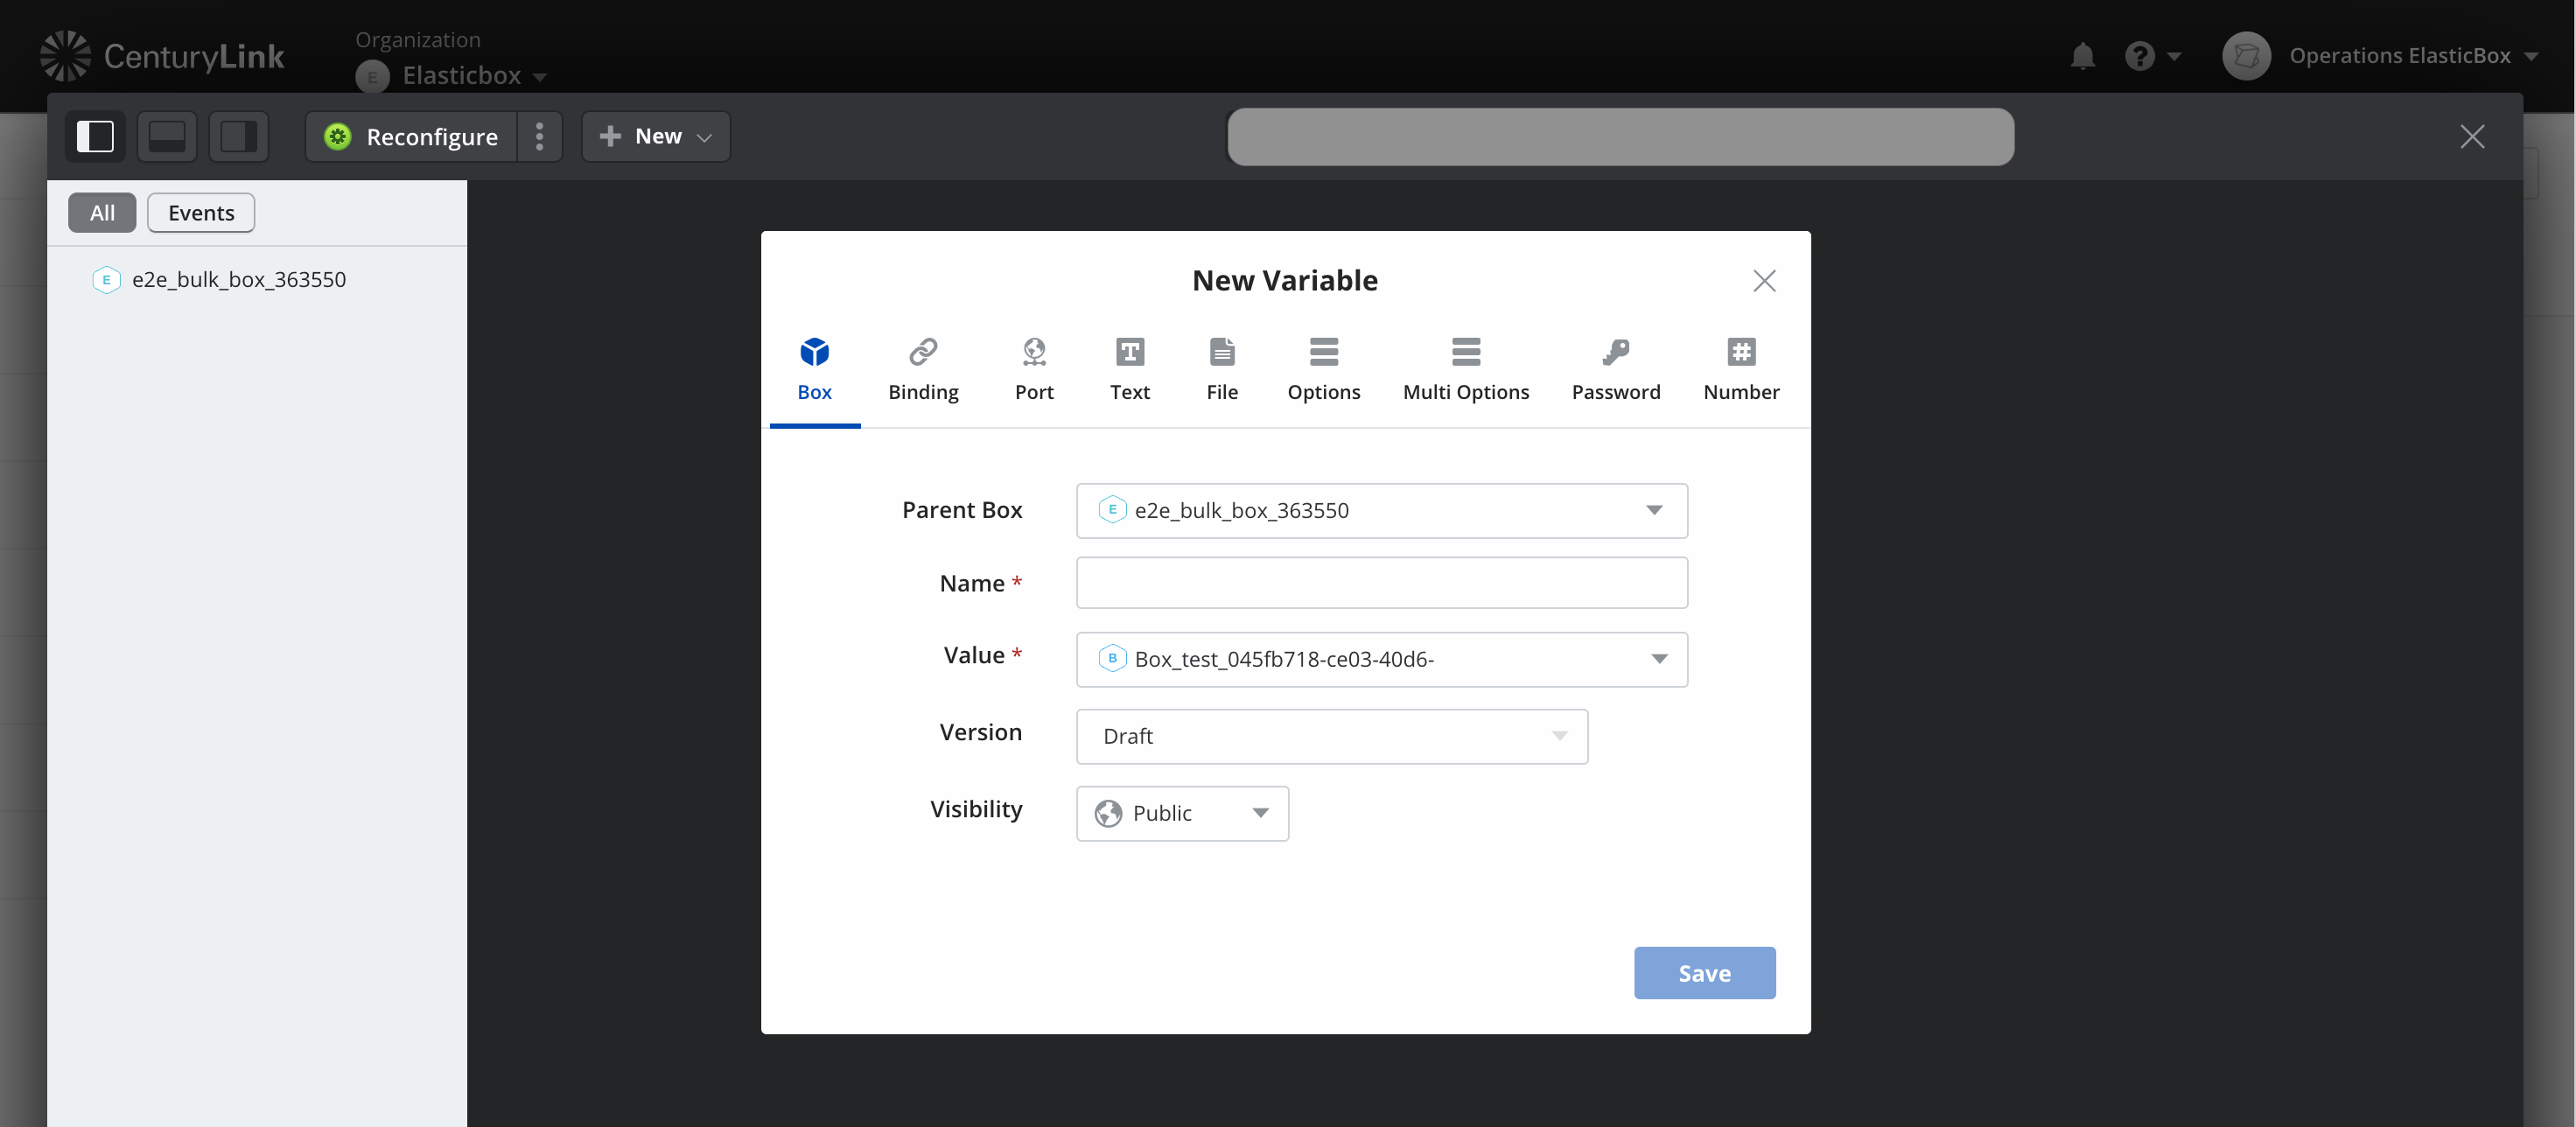 CenturyLink
Organization
E Elasticbox
Operations ElasticBox
Reconfigure
New
All Events
E e2e_bulk_box_363550
New Variable
Box Binding Port Text File Options Multi Options Password Number
Parent Box E e2e_bulk_box_363550
Name *
Value * B Box_test_045fb718-ce03-40d6-
Version Draft
Visibility Public
Save